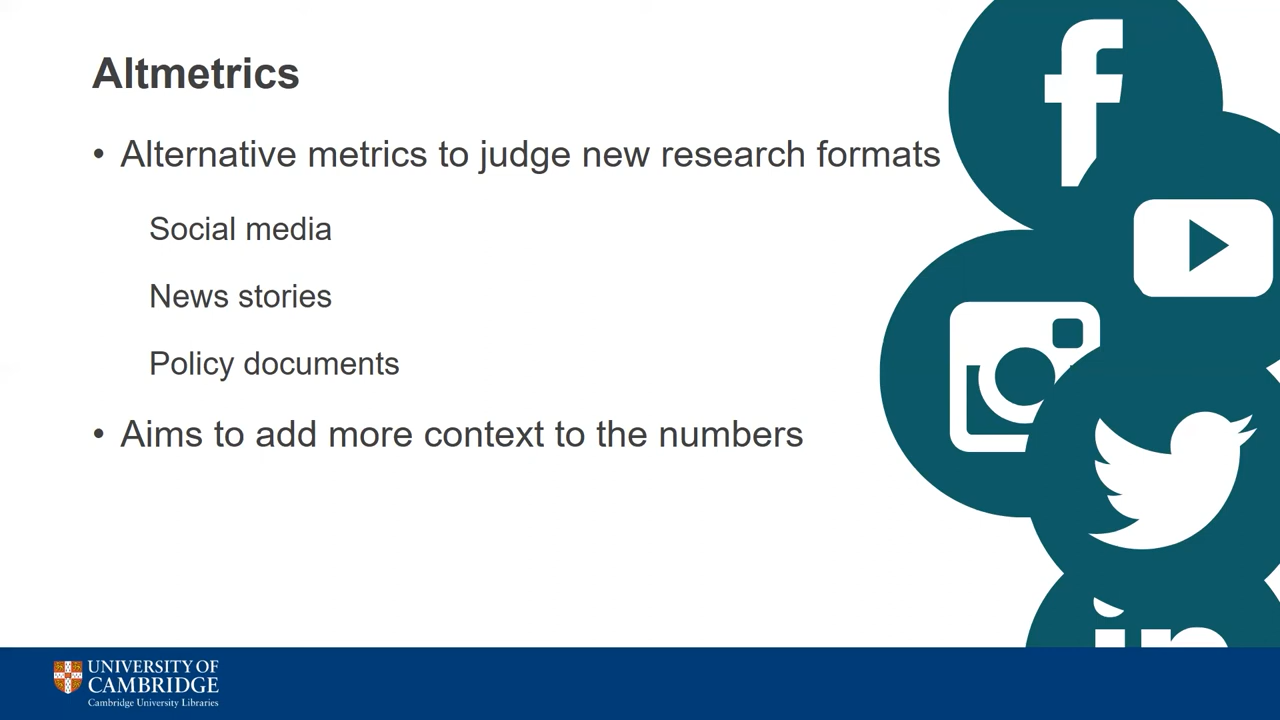 Altmetrics
• Alternative metrics to judge new research formats
Social media
News stories
Policy documents
• Aims to add more context to the numbers
UNIVERSITY OF
CAMBRIDGE
Cambridge University Libraries